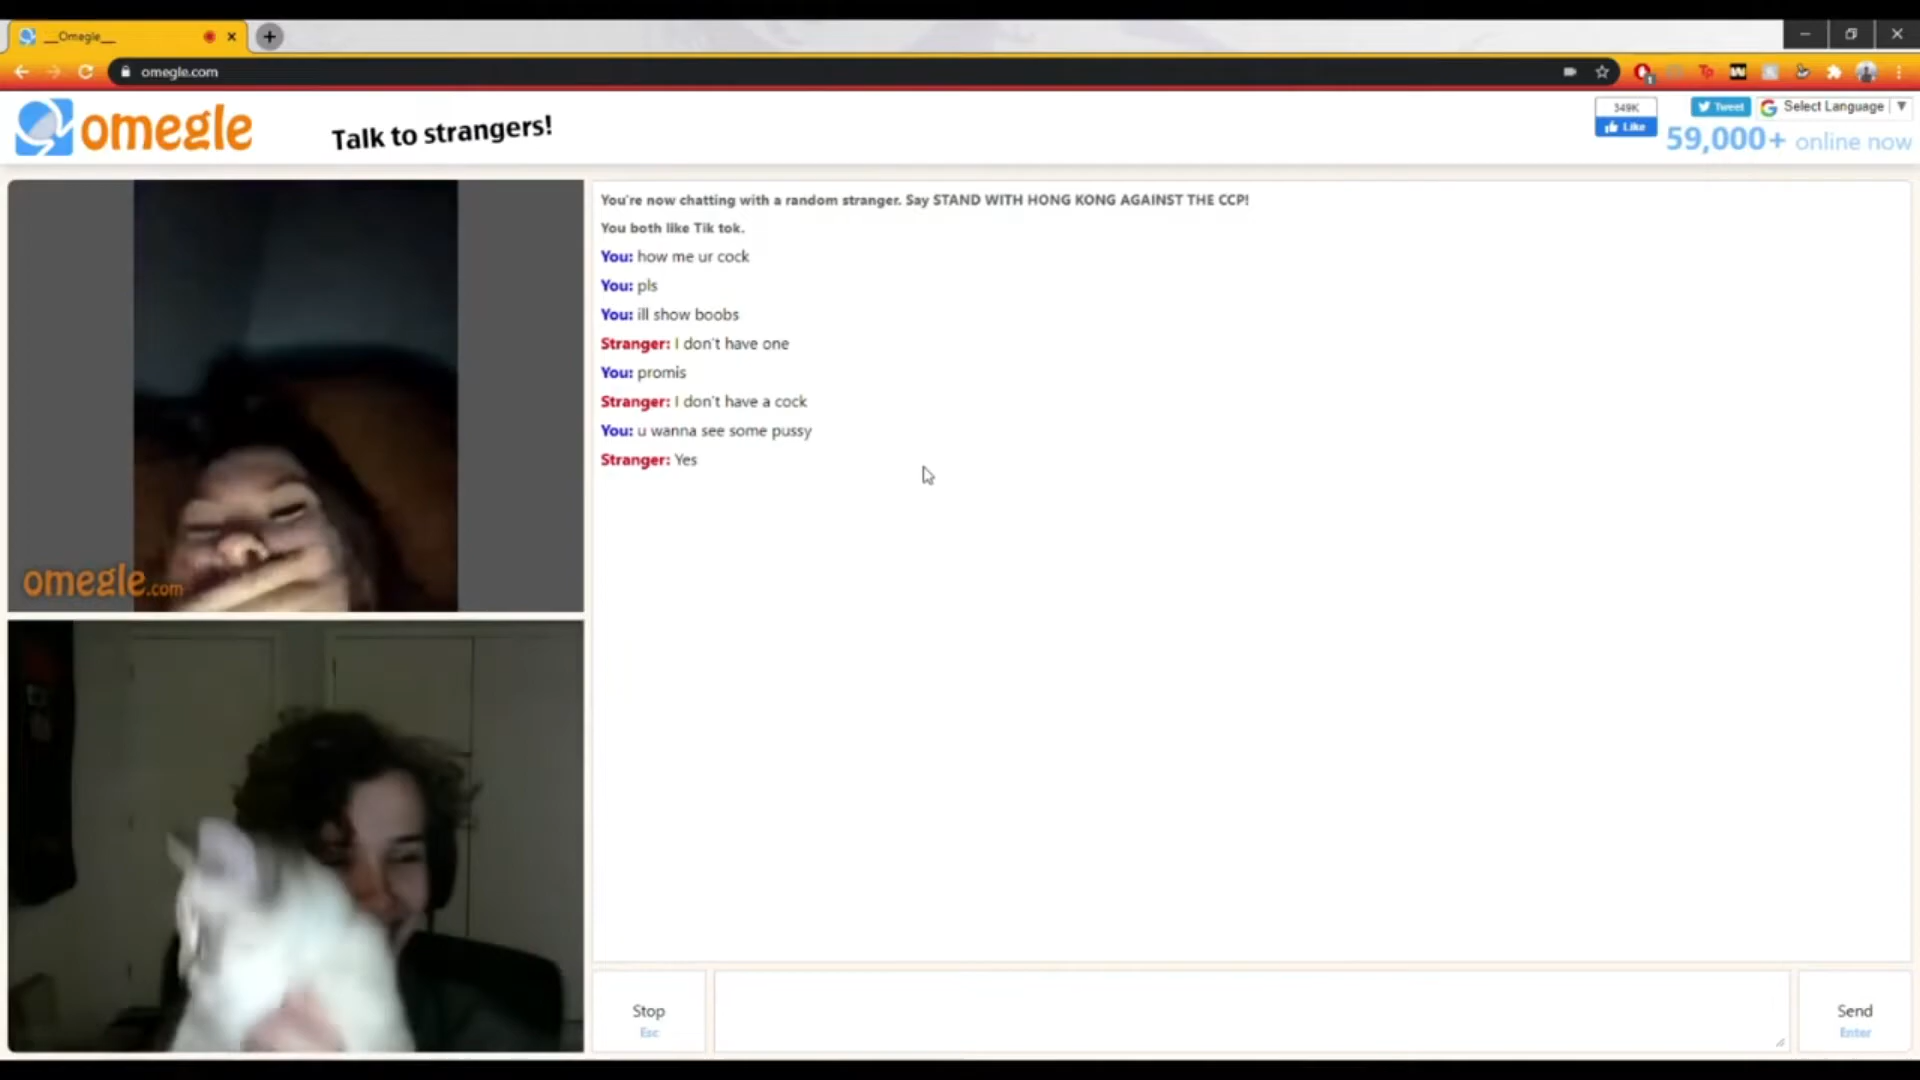 __Omegle__
omegle.com
omegle
Talk to strangers!
349K
Like
Tweet
Select Language
59,000+ online now
You're now chatting with a random stranger. Say STAND WITH HONG KONG AGAINST THE CCP!
You both like Tik tok.
You: how me ur cock
You: pls
You: ill show boobs
Stranger: I don't have one
You: promis
Stranger: I don't have a cock
You: u wanna see some pussy
Stranger: Yes
omegle.com
Stop
Esc
Send
Enter